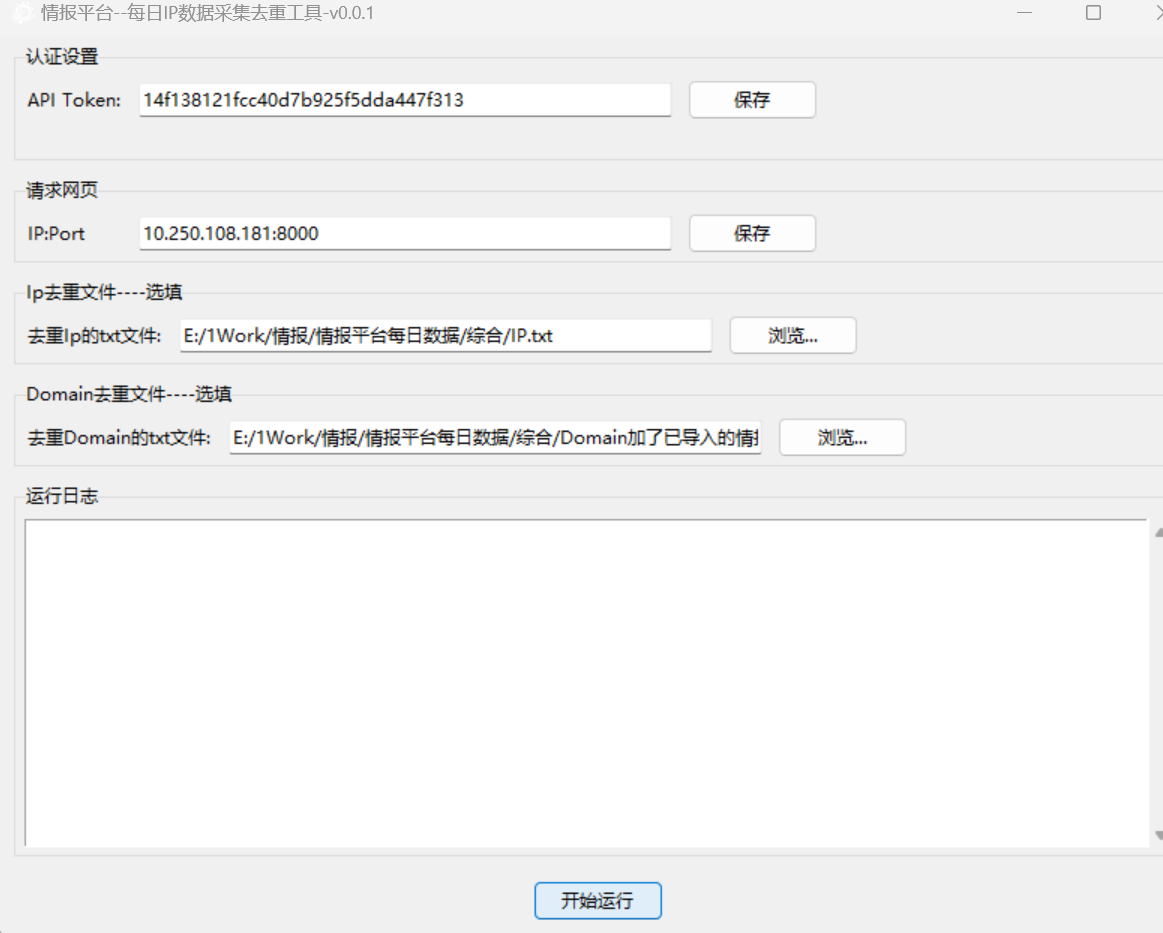 情报平台--每日IP数据采集去重工具-v0.0.1
认证设置
API Token: 14f138121fcc40d7b925f5dda447f313 保存
请求网页
IP:Port 10.250.108.181:8000 保存
Ip去重文件----选填
去重Ip的txt文件: E:/1Work/情报/情报平台每日数据/综合/IP.txt 浏览...
Domain去重文件----选填
去重Domain的txt文件: E:/1Work/情报/情报平台每日数据/综合/Domain加了已导入的情 浏览...
运行日志
开始运行